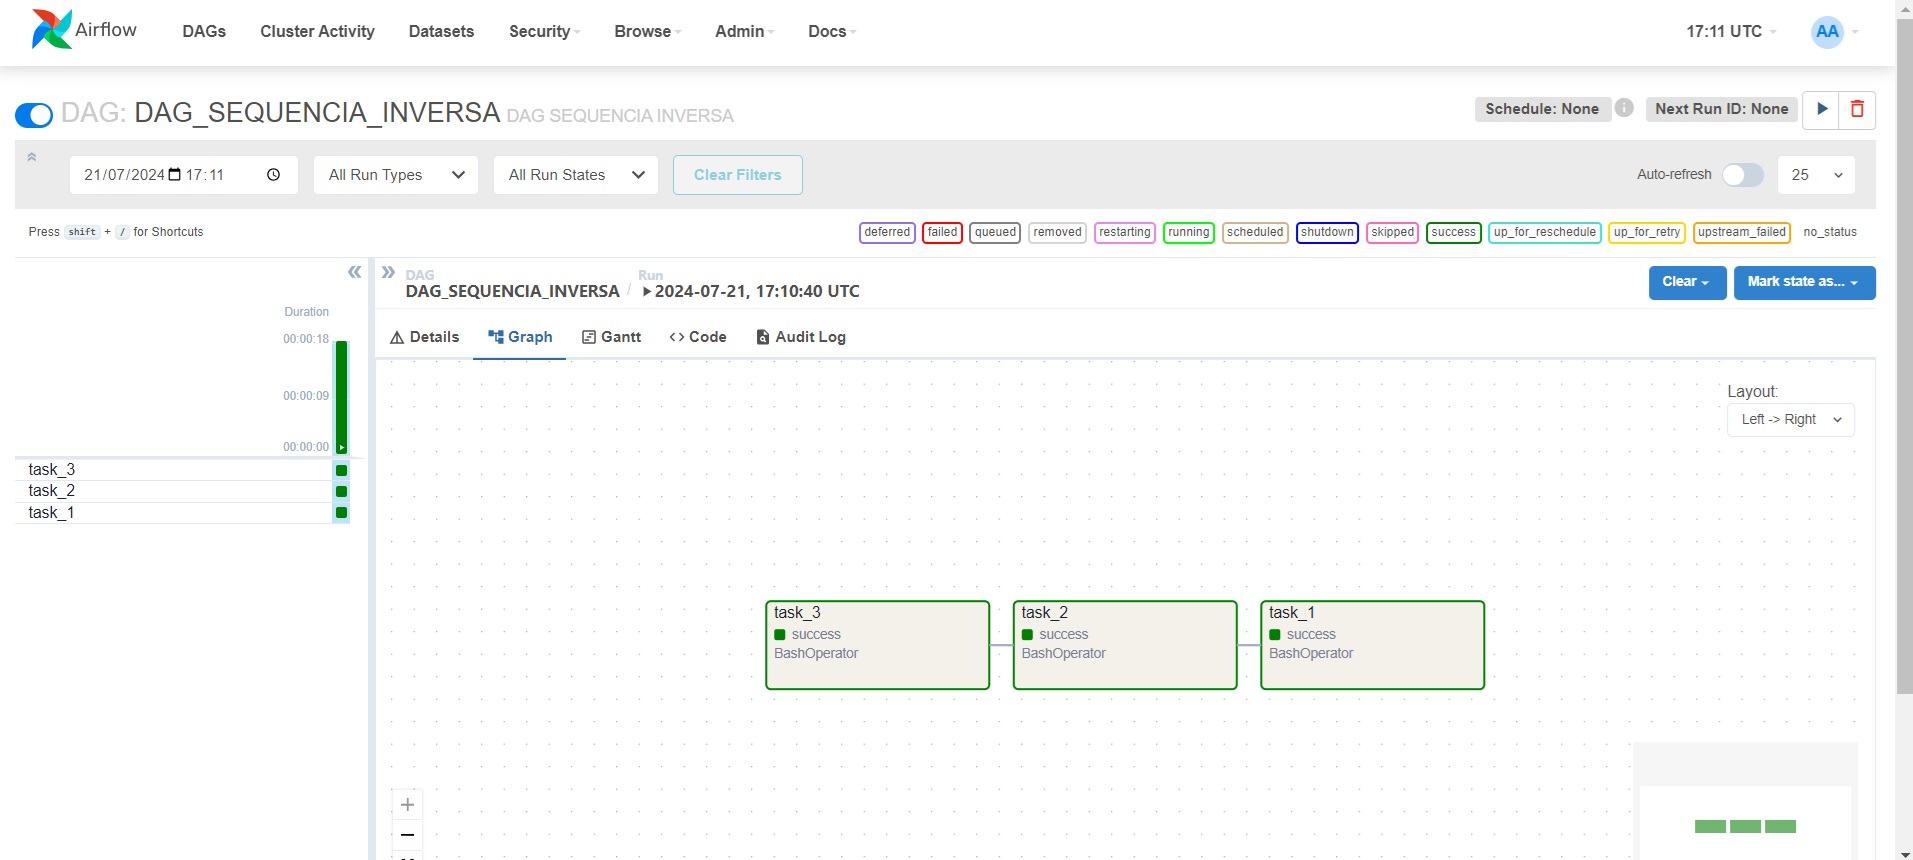 Airflow DAGs Cluster Activity Datasets Security Browse Admin Docs 17:11 UTC AA
DAG: DAG_SEQUENCIA_INVERSA DAG SEQUENCIA INVERSA Schedule: None i Next Run ID: None
21/07/2024 17:11 All Run Types All Run States Clear Filters Auto-refresh 25
Press shift + / for Shortcuts deferred failed queued removed restarting running scheduled shutdown skipped success up_for_reschedule up_for_retry upstream_failed no_status
DAG Run
DAG_SEQUENCIA_INVERSA / 2024-07-21, 17:10:40 UTC Clear Mark state as...
Duration
00:00:18
00:00:09
00:00:00
task_3
task_2
task_1
Details Graph Gantt Code Audit Log
Layout:
Left -> Right
task_3 task_2 task_1
success success success
BashOperator BashOperator BashOperator